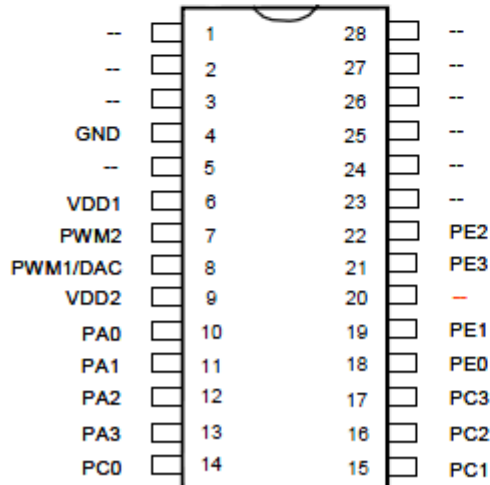 -- 1 28 --
-- 2 27 --
-- 3 26 --
GND 4 25 --
-- 5 24 --
VDD1 6 23 --
PWM2 7 22 PE2
PWM1/DAC 8 21 PE3
VDD2 9 20 --
PA0 10 19 PE1
PA1 11 18 PE0
PA2 12 17 PC3
PA3 13 16 PC2
PC0 14 15 PC1